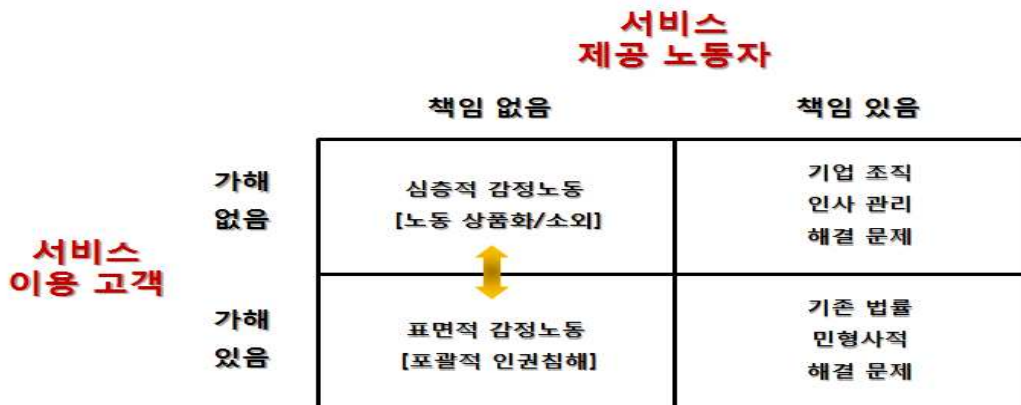 서비스
제공 노동자
책임 없음
책임 있음
가해
없음
심층적 감정노동
[노동 상품화/소외]
기업 조직
인사 관리
해결 문제
서비스
이용 고객
가해
있음
표면적 감정노동
[포괄적 인권침해]
기존 법률
민형사적
해결 문제